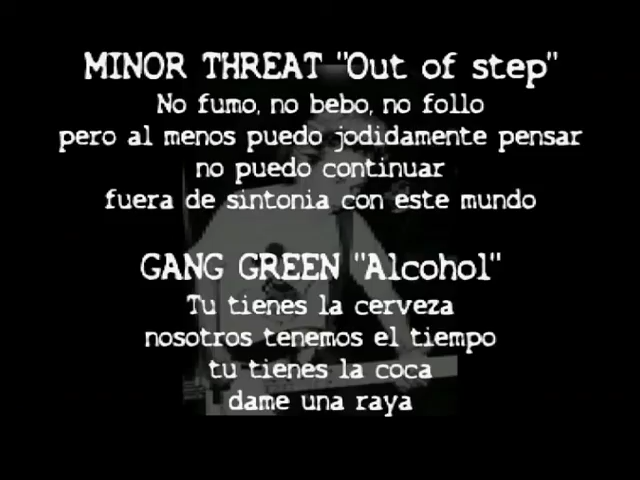 MINOR THREAT "Out of step"
No fumo, no bebo, no follo
pero al menos puedo jodidamente pensar
no puedo continuar
fuera de sintonia con este mundo
GANG GREEN "Alcohol"
Tu tienes la cerveza
nosotros tenemos el tiempo
tu tienes la coca
dame una raya